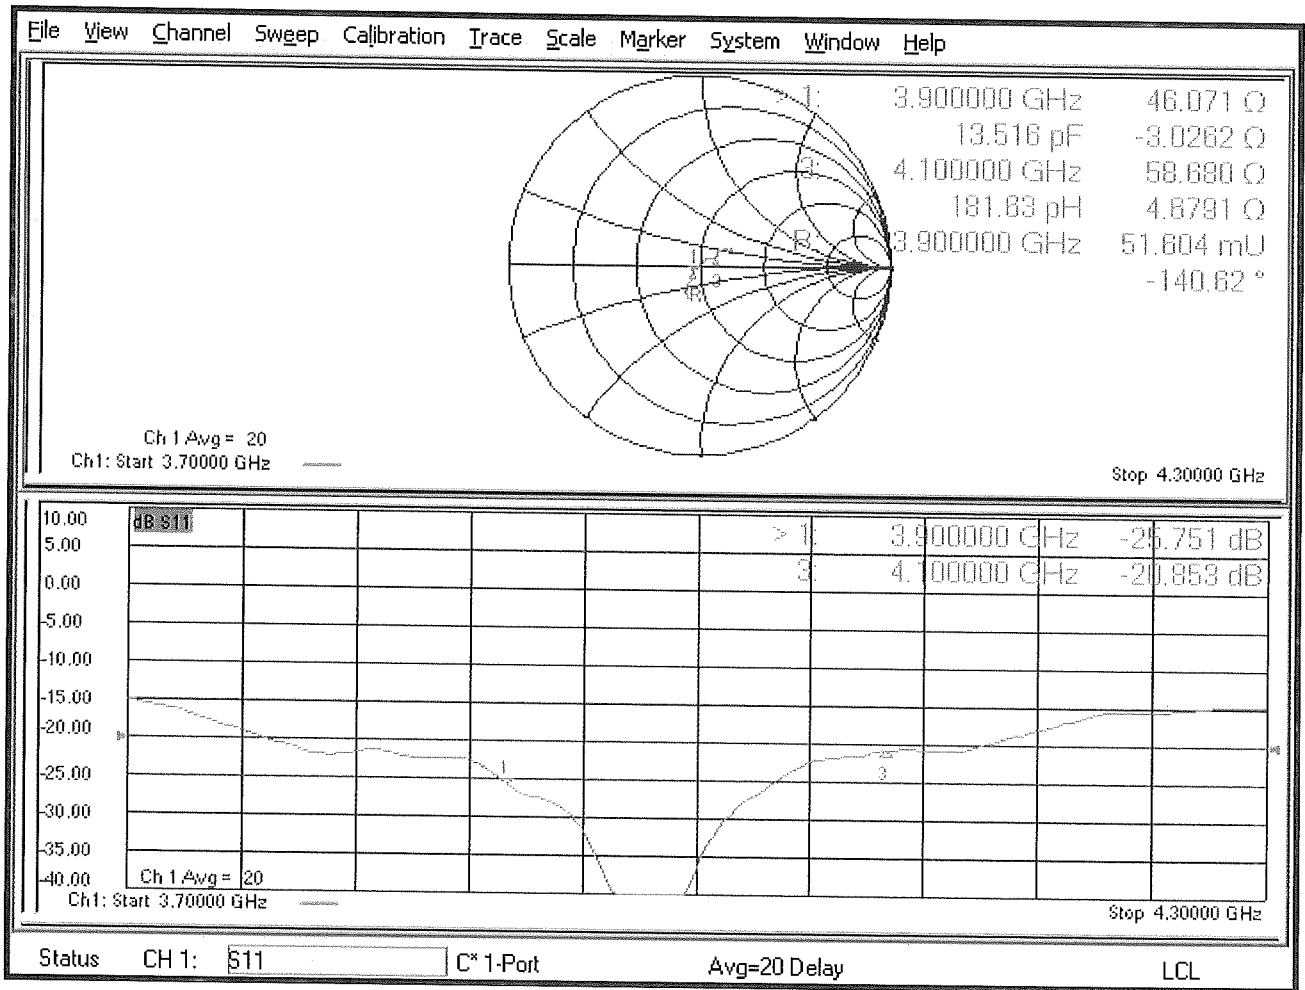 File View Channel Sweep Calibration Trace Scale Marker System Window Help
> 1: 3.900000 GHz 46.071 Ω
13.516 pF -3.0262 Ω
3: 4.100000 GHz 58.680 Ω
181.63 pH 4.6791 Ω
R: 3.900000 GHz 51.604 mU
-140.62 °
1 R
3
R
Ch 1 Avg = 20
Ch1: Start 3.70000 GHz
Stop 4.30000 GHz
10.00
dB S11
> 1: 3.900000 GHz -25.751 dB
5.00
3: 4.100000 GHz -20.853 dB
0.00
-5.00
-10.00
-15.00
-20.00
-25.00
1
3
-30.00
-35.00
-40.00
Ch 1 Avg = 20
Ch1: Start 3.70000 GHz
Stop 4.30000 GHz
Status CH 1: S11 C* 1-Port Avg=20 Delay LCL